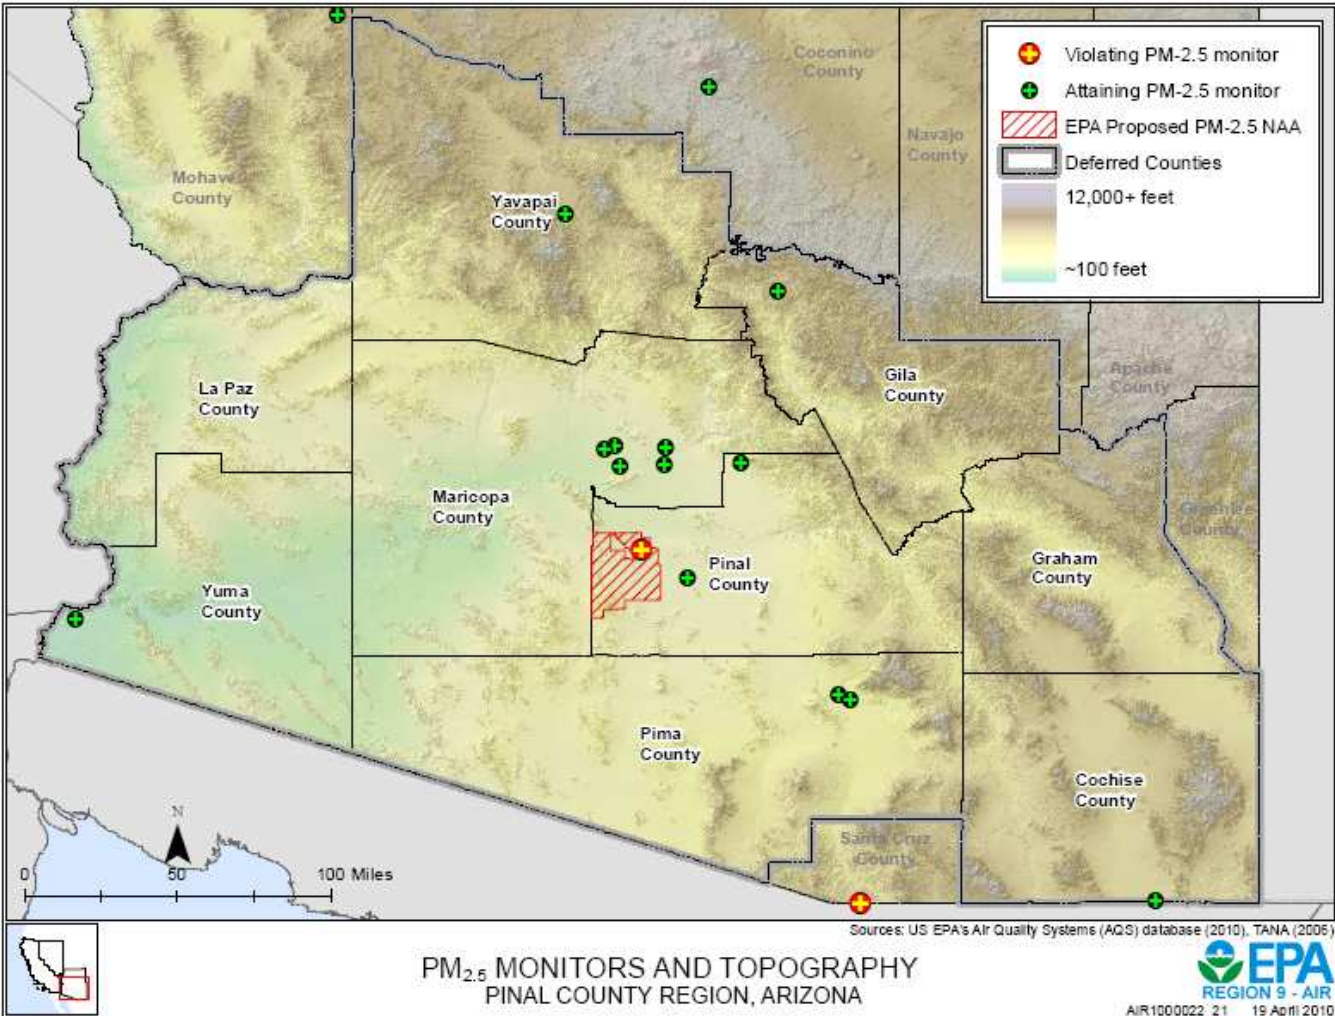 Coconino
County
Navajo
County
Mohave
County
Yavapai
County
Violating PM-2.5 monitor
Attaining PM-2.5 monitor
EPA Proposed PM-2.5 NAA
Deferred Counties
12,000+ feet
~100 feet
La Paz
County
Gila
County
Apache
County
Maricopa
County
Greenlee
County
Yuma
County
Pinal
County
Graham
County
Pima
County
Cochise
County
Santa Cruz
County
N
0 50 100 Miles
Sources: US EPA's Air Quality Systems (AQS) database (2010), TANA (2006)
PM2.5 MONITORS AND TOPOGRAPHY
PINAL COUNTY REGION, ARIZONA
EPA
REGION 9 - AIR
AIR1000022_21 19 April 2010